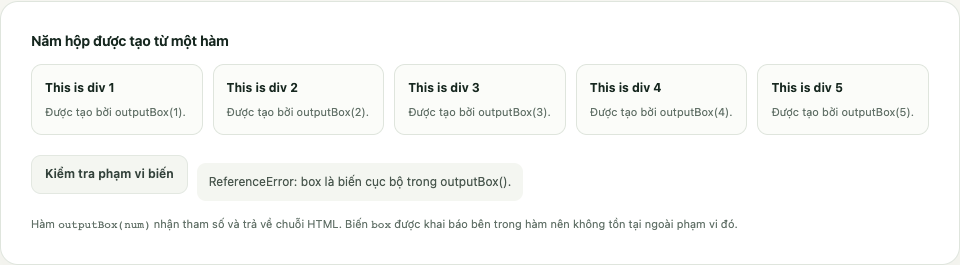 Năm hộp được tạo từ một hàm
This is div 1
Được tạo bởi outputBox(1).
This is div 2
Được tạo bởi outputBox(2).
This is div 3
Được tạo bởi outputBox(3).
This is div 4
Được tạo bởi outputBox(4).
This is div 5
Được tạo bởi outputBox(5).
Kiểm tra phạm vi biến
ReferenceError: box là biến cục bộ trong outputBox().
Hàm outputBox(num) nhận tham số và trả về chuỗi HTML. Biến box được khai báo bên trong hàm nên không tồn tại ngoài phạm vi đó.